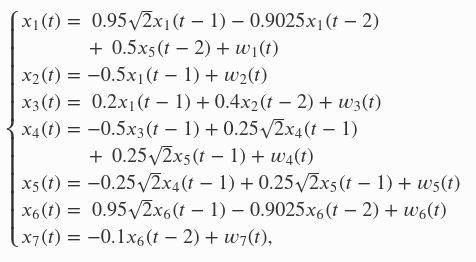 x₁(t) = 0.95√2x₁(t − 1) − 0.9025x₁(t − 2)
+ 0.5x₅(t − 2) + w₁(t)
x₂(t) = −0.5x₁(t − 1) + w₂(t)
x₃(t) = 0.2x₁(t − 1) + 0.4x₂(t − 2) + w₃(t)
x₄(t) = −0.5x₃(t − 1) + 0.25√2x₄(t − 1)
+ 0.25√2x₅(t − 1) + w₄(t)
x₅(t) = −0.25√2x₄(t − 1) + 0.25√2x₅(t − 1) + w₅(t)
x₆(t) = 0.95√2x₆(t − 1) − 0.9025x₆(t − 2) + w₆(t)
x₇(t) = −0.1x₆(t − 2) + w₇(t),